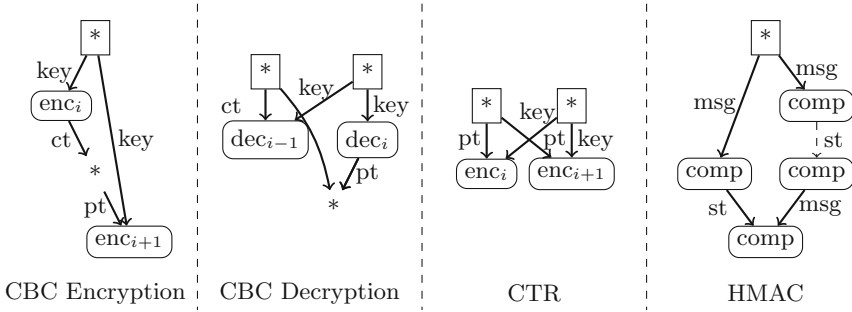 *
key
enc_i
ct
key
*
pt
enc_{i+1}
CBC Encryption
* *
ct key
key
dec_{i−1} dec_i
pt
*
CBC Decryption
* *
key
pt pt key
enc_i enc_{i+1}
CTR
*
msg
msg comp
st
comp comp
st msg
comp
HMAC